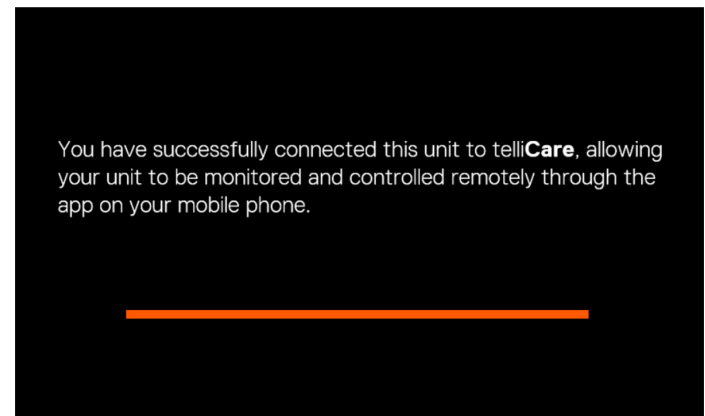 You have successfully connected this unit to telliCare, allowing
your unit to be monitored and controlled remotely through the
app on your mobile phone.